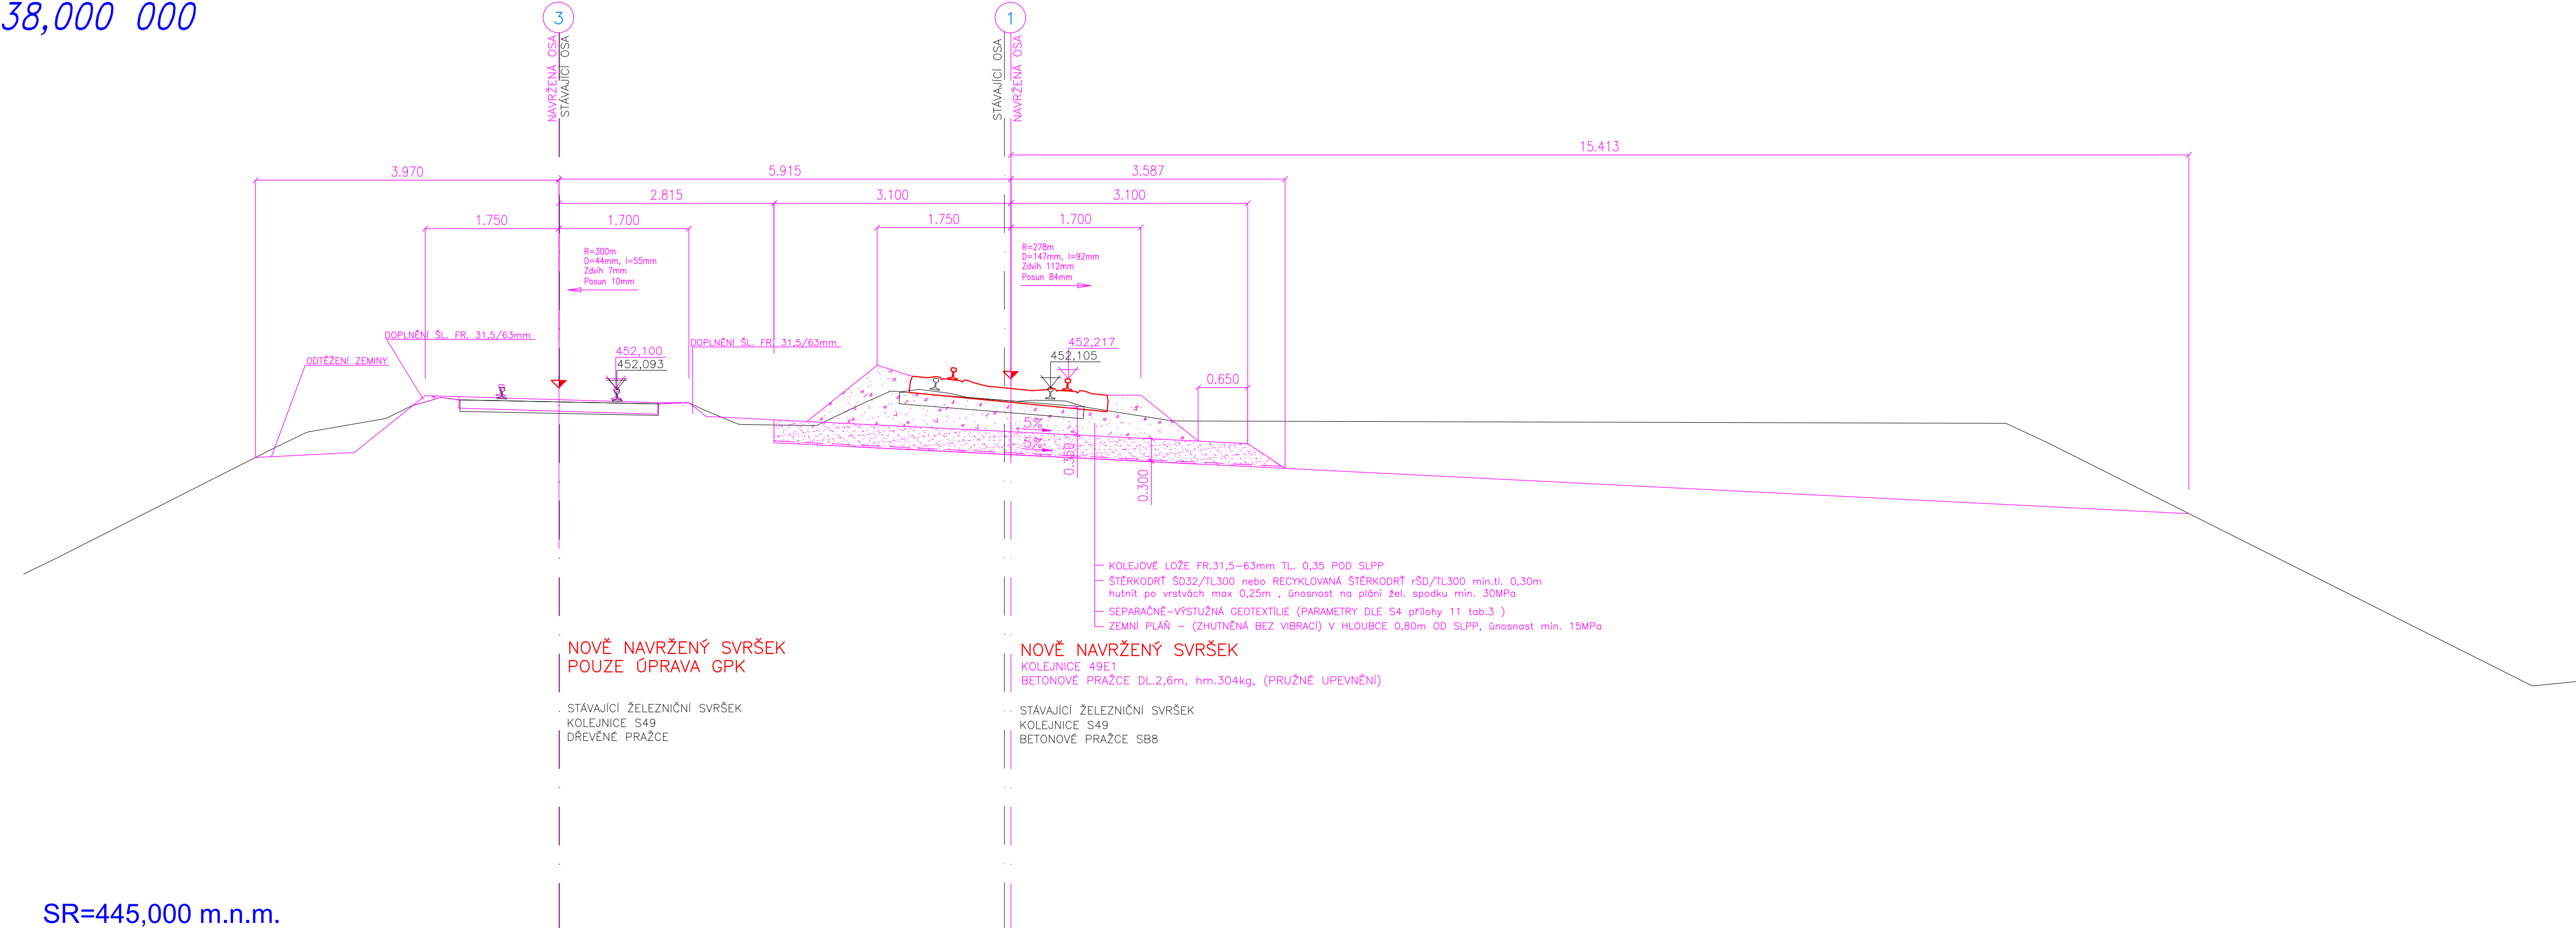 38,000 000
3
1
NAVRŽENÁ OSA
STÁVAJÍCÍ OSA
STÁVAJÍCÍ OSA
NAVRŽENÁ OSA
15.413
3.970
5.915
3.587
2.815
3.100
3.100
1.750
1.700
1.750
1.700
R=300m
D=44mm, I=55mm
Zdvih 7mm
Posun 10mm
R=278m
D=147mm, I=92mm
Zdvih 112mm
Posun 84mm
DOPLNĚNÍ ŠL. FR. 31,5/63mm
DOPLNĚNÍ ŠL. FR. 31,5/63mm
ODTĚŽENÍ ZEMINY
452,100
452,093
452,217
452,105
0.650
5%
5%
0.350
0.300
KOLEJOVÉ LOŽE FR.31,5-63mm TL. 0,35 POD SLPP
ŠTĚRKODRŤ ŠD32/TL300 nebo RECYKLOVANÁ ŠTĚRKODRŤ rŠD/TL300 min.tl. 0,30m
hutnit po vrstvách max 0,25m , únosnost na pláni žel. spodku min. 30MPa
SEPARAČNĚ-VÝSTUŽNÁ GEOTEXTÍLIE (PARAMETRY DLE S4 přílohy 11 tab.3 )
ZEMNÍ PLÁŇ - (ZHUTNĚNÁ BEZ VIBRACÍ) V HLOUBCE 0,80m OD SLPP, únosnost min. 15MPa
NOVĚ NAVRŽENÝ SVRŠEK
POUZE ÚPRAVA GPK
STÁVAJÍCÍ ŽELEZNIČNÍ SVRŠEK
KOLEJNICE S49
DŘEVĚNÉ PRAŽCE
NOVĚ NAVRŽENÝ SVRŠEK
KOLEJNICE 49E1
BETONOVÉ PRAŽCE DL.2,6m, hm.304kg, (PRUŽNÉ UPEVNĚNÍ)
STÁVAJÍCÍ ŽELEZNIČNÍ SVRŠEK
KOLEJNICE S49
BETONOVÉ PRAŽCE SB8
SR=445,000 m.n.m.